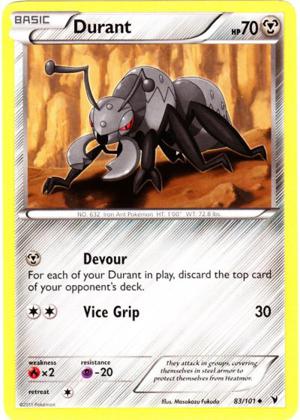 BASIC
Durant
HP70
NO. 632 Iron Ant Pokémon HT: 1'00" WT: 72.8 lbs.
Devour
For each of your Durant in play, discard the top card
of your opponent's deck.
Vice Grip 30
weakness
×2
resistance
-20
retreat
They attack in groups, covering
themselves in steel armor to
protect themselves from Heatmor.
Illus. Masakazu Fukuda
83/101
©2011 Pokémon